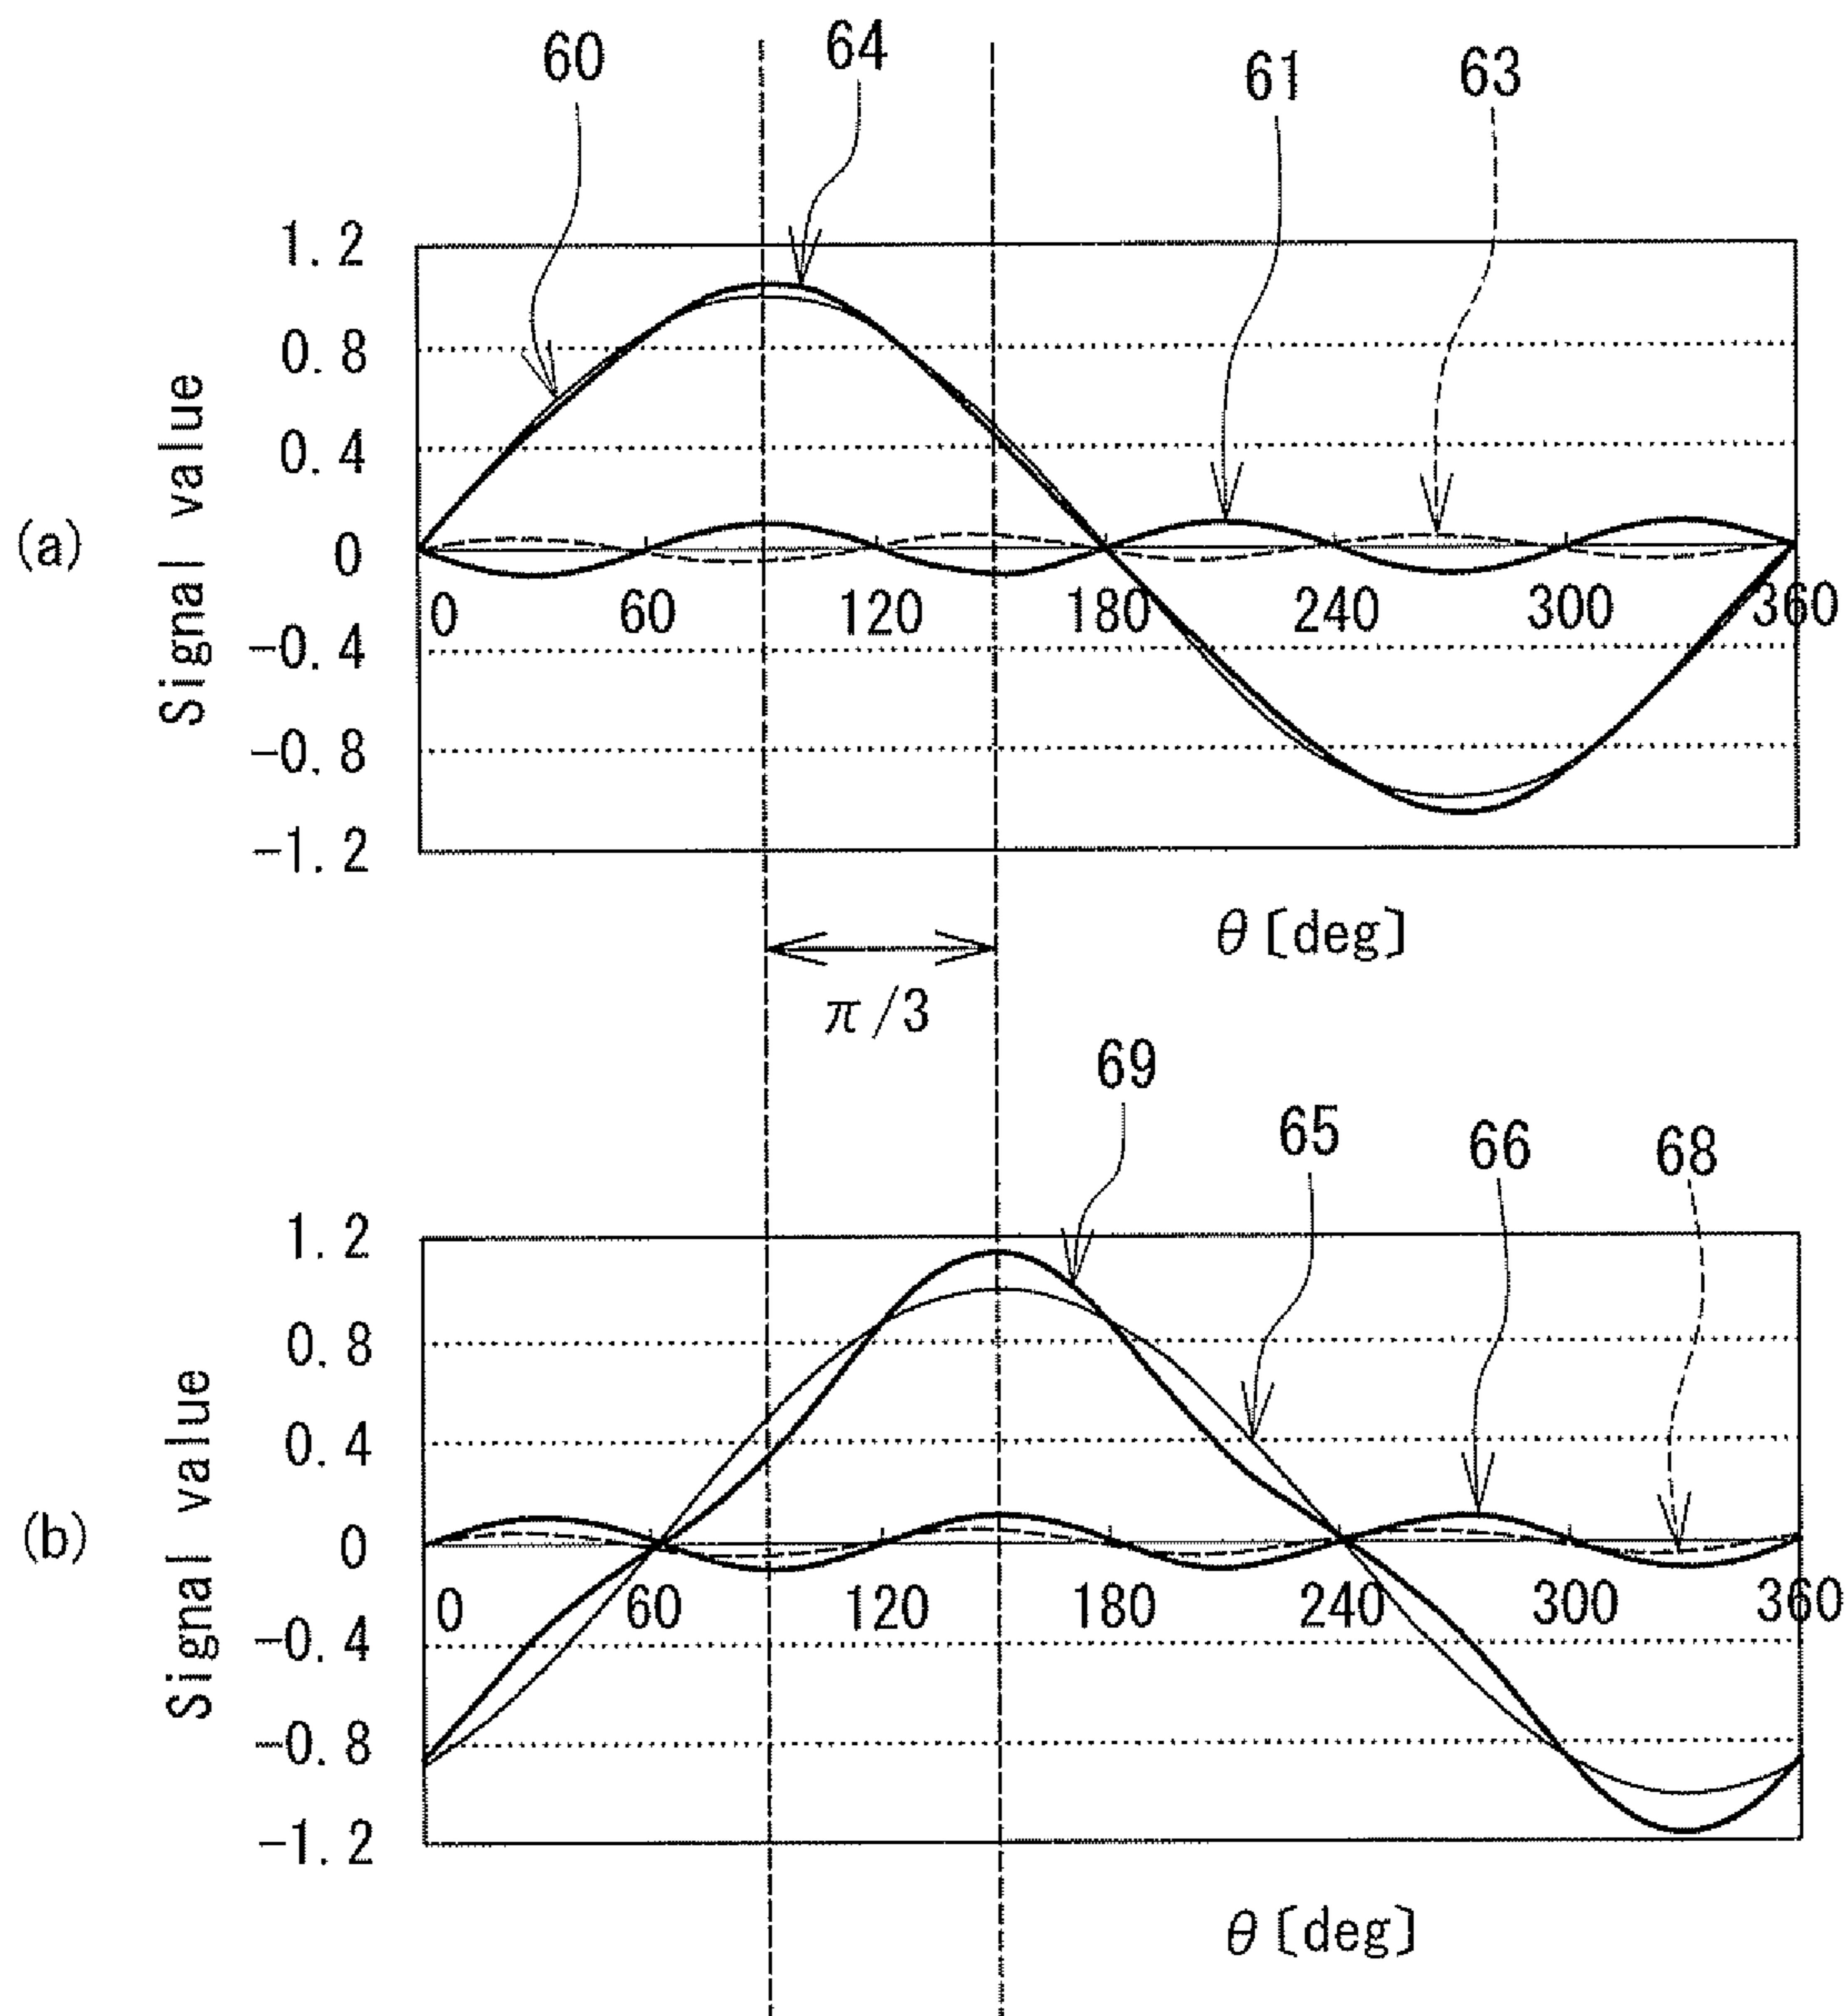 60
64
61
63
1.2
0.8
0.4
0
-0.4
-0.8
-1.2
Signal value
(a)
0 60 120 180 240 300 360
θ [deg]
π/3
69
65
66
68
1.2
0.8
0.4
0
-0.4
-0.8
-1.2
Signal value
(b)
0 60 120 180 240 300 360
θ [deg]